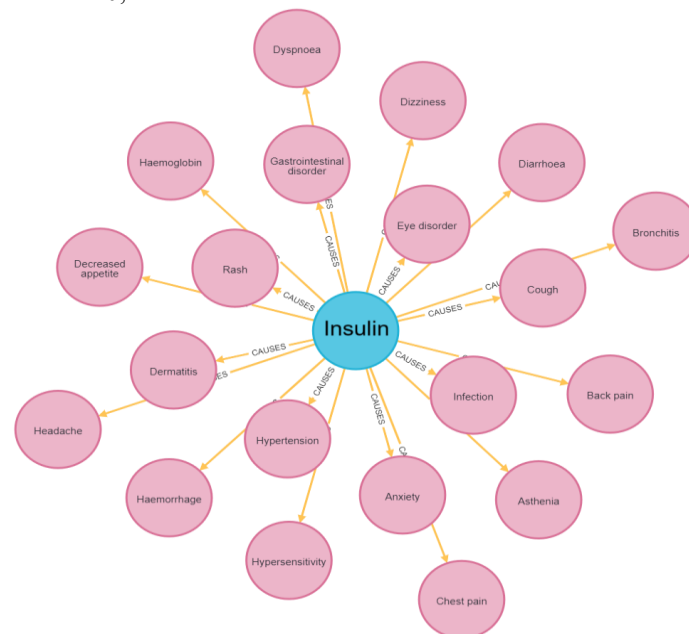 Dyspnoea
Dizziness
Haemoglobin
Gastrointestinal
disorder
Diarrhoea
Eye disorder
Bronchitis
Decreased
appetite
Rash
CAUSES
CAUSES
CAUSES
Cough
CAUSES
Insulin
CAUSES
Dermatitis
CAUSES
CAUSES
Infection
Back pain
Headache
Hypertension
CAUSES
Haemorrhage
Anxiety
Asthenia
Hypersensitivity
Chest pain